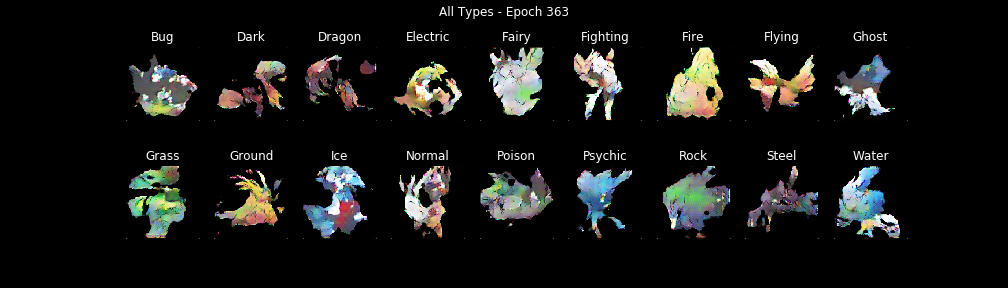 All Types - Epoch 363
Bug Dark Dragon Electric Fairy Fighting Fire Flying Ghost
Grass Ground Ice Normal Poison Psychic Rock Steel Water